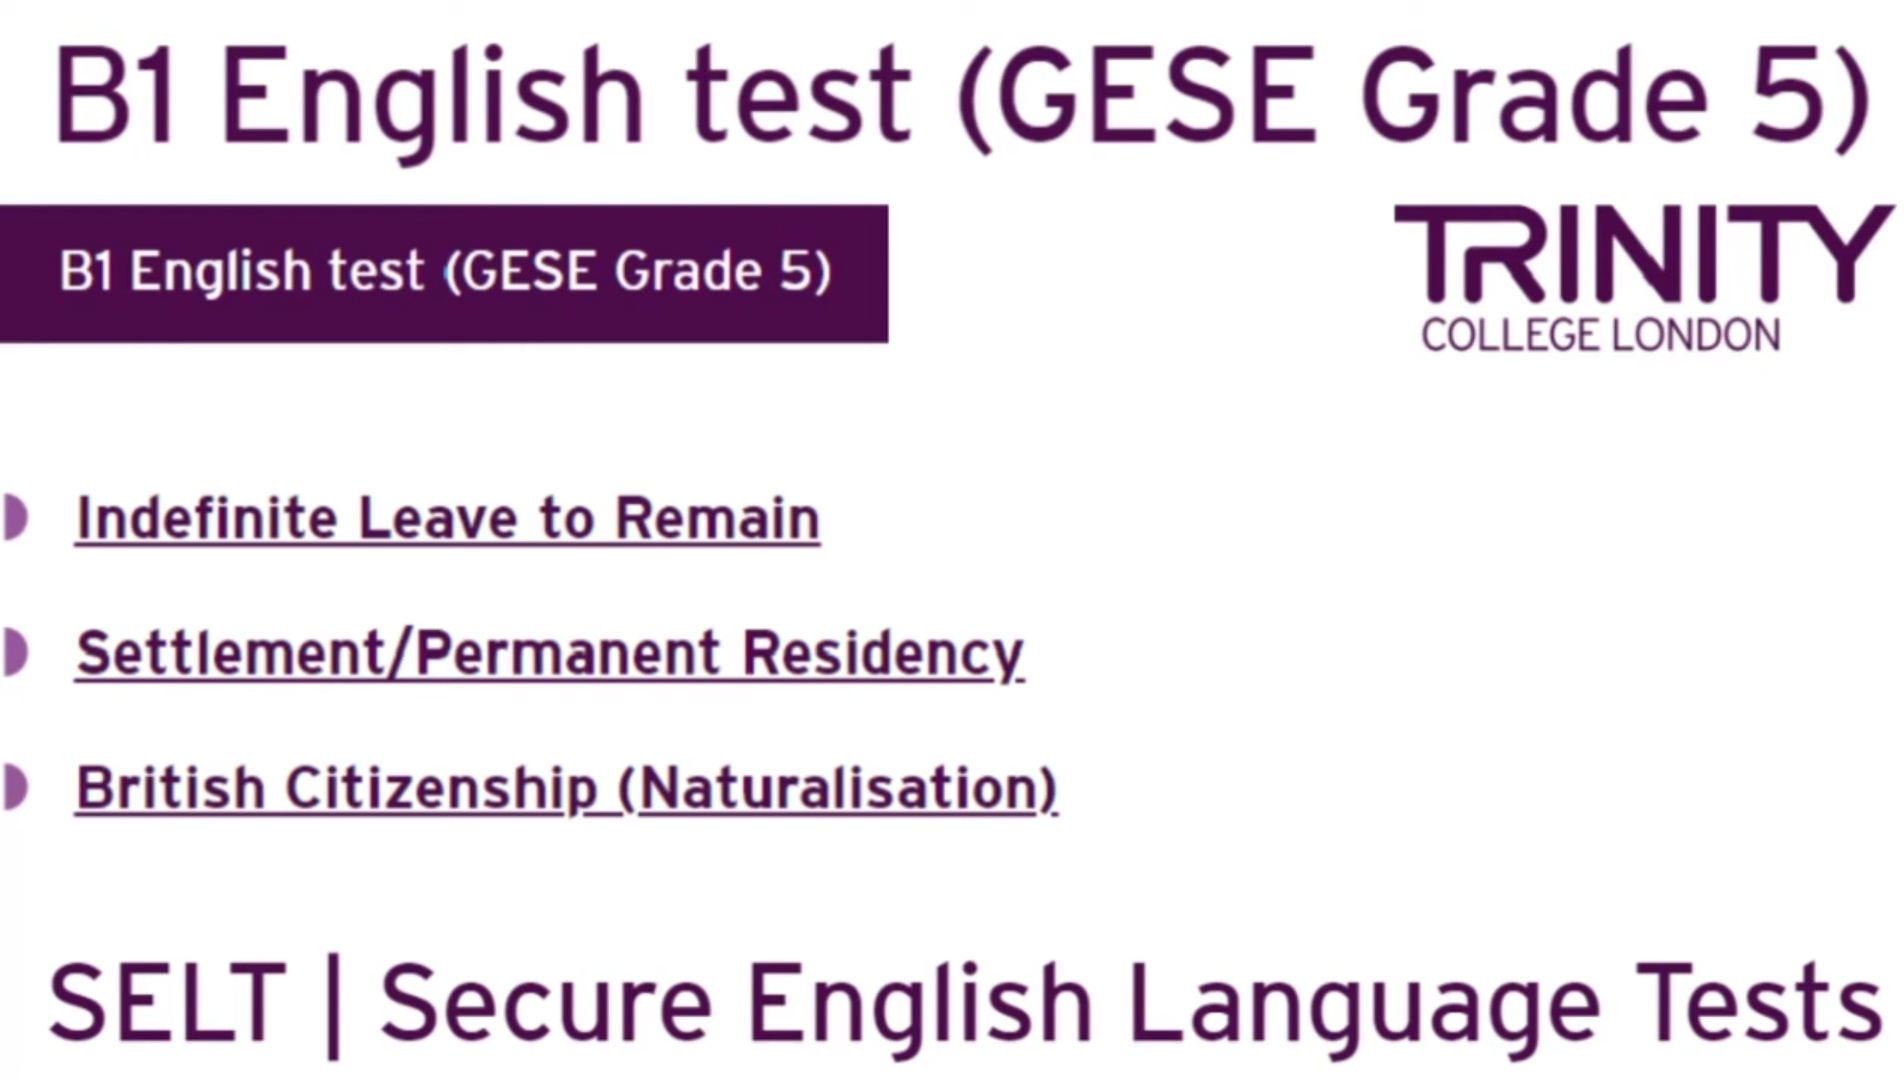 B1 English test (GESE Grade 5)
B1 English test (GESE Grade 5)
TRINITY
COLLEGE LONDON
Indefinite Leave to Remain
Settlement/Permanent Residency
British Citizenship (Naturalisation)
SELT | Secure English Language Tests